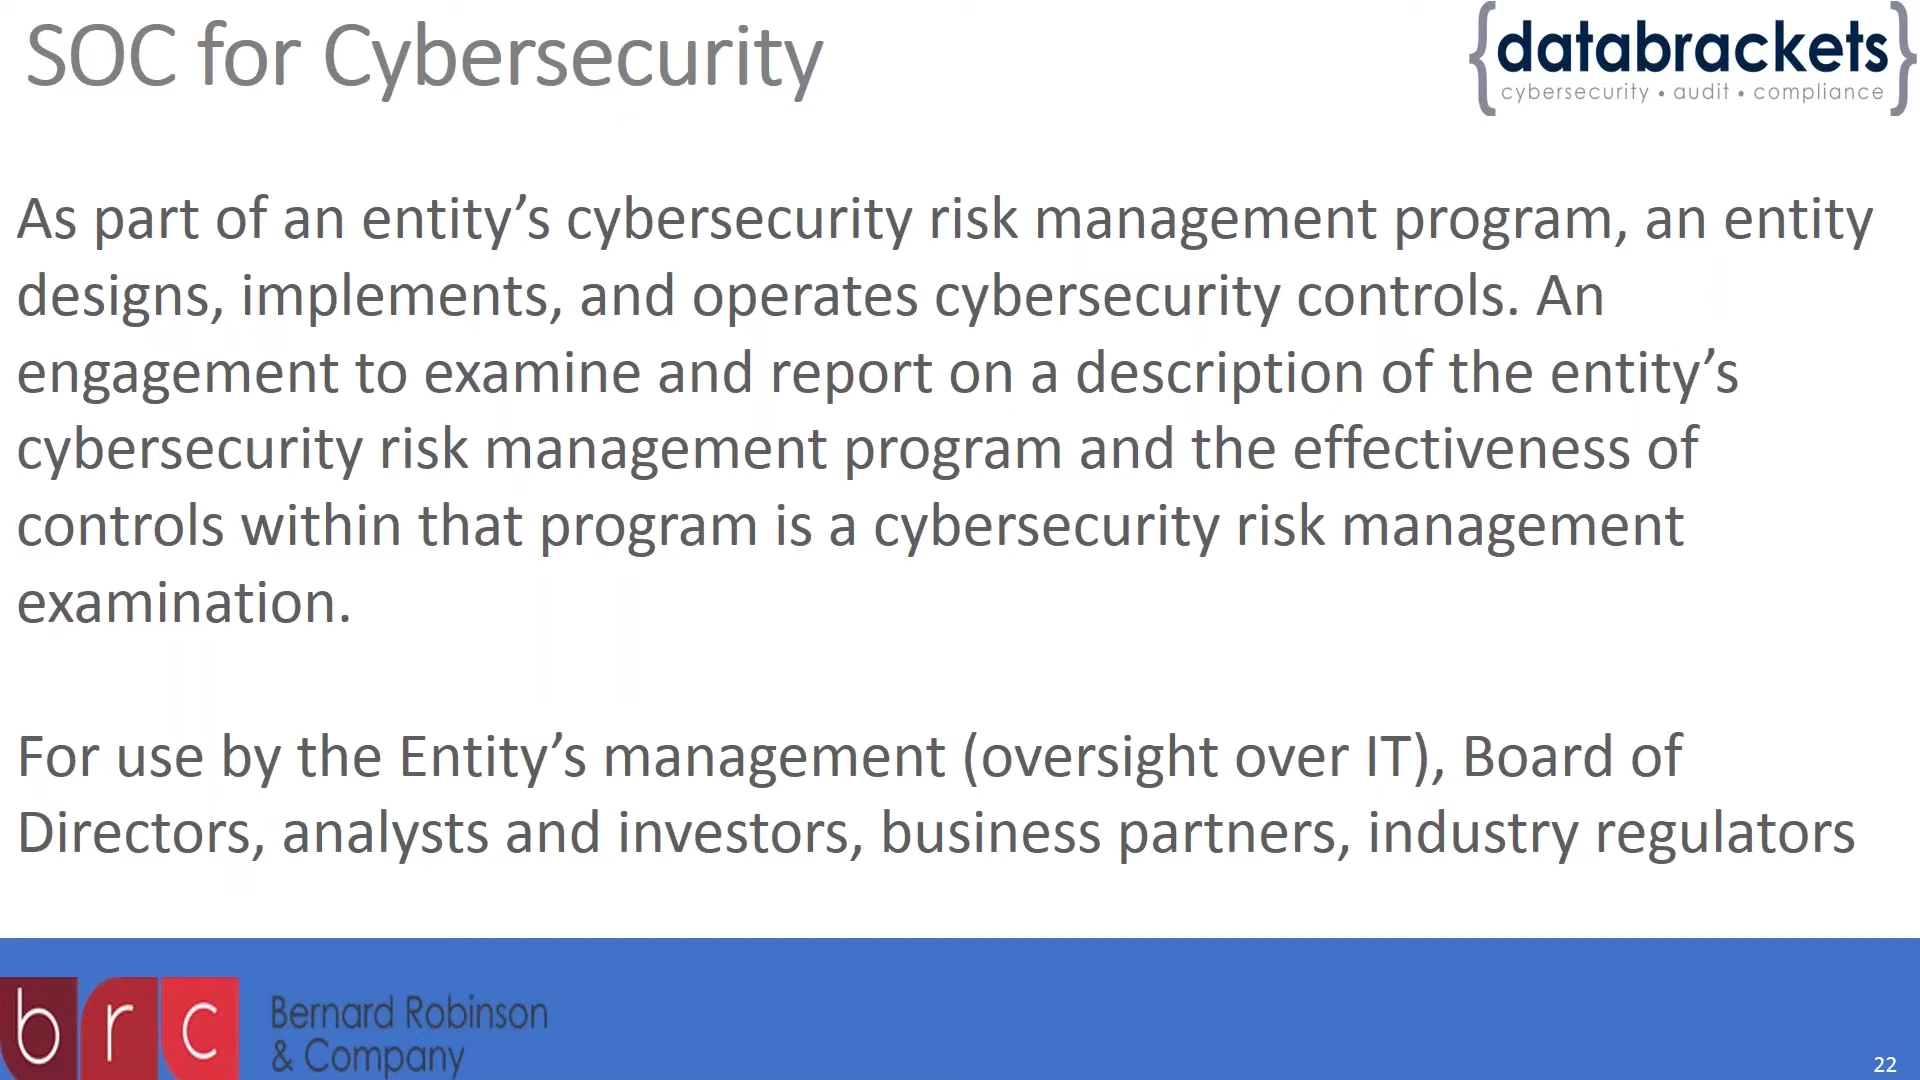 SOC for Cybersecurity
{databrackets}
cybersecurity • audit • compliance
As part of an entity’s cybersecurity risk management program, an entity
designs, implements, and operates cybersecurity controls. An
engagement to examine and report on a description of the entity’s
cybersecurity risk management program and the effectiveness of
controls within that program is a cybersecurity risk management
examination.
For use by the Entity’s management (oversight over IT), Board of
Directors, analysts and investors, business partners, industry regulators
brc
Bernard Robinson
& Company
22